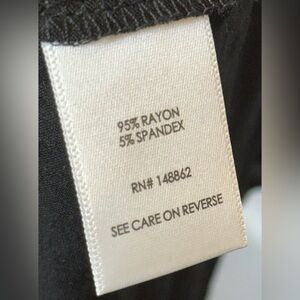 95% RAYON
5% SPANDEX
RN# 148862
SEE CARE ON REVERSE